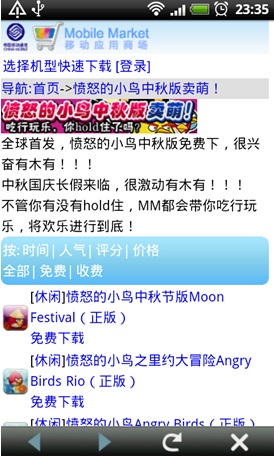 23:35
中国移动通信
CHINA MOBILE
Mobile Market
移动应用商场
选择机型快速下载 [登录]
导航:首页->愤怒的小鸟中秋版卖萌！
愤怒的小鸟中秋版卖萌!
吃行玩乐，你hold住了吗?
全球首发，愤怒的小鸟中秋版免费下，很兴
奋有木有！！！
中秋国庆长假来临，很激动有木有！！！
不管你有没有hold住，MM都会带你吃行玩
乐，将欢乐进行到底！
按: 时间| 人气| 评分| 价格
全部| 免费| 收费
[休闲]愤怒的小鸟中秋节版Moon
Festival（正版）
免费下载
[休闲]愤怒的小鸟之里约大冒险Angry
Birds Rio（正版）
免费下载
[休闲]愤怒的小鸟Angry Birds（正